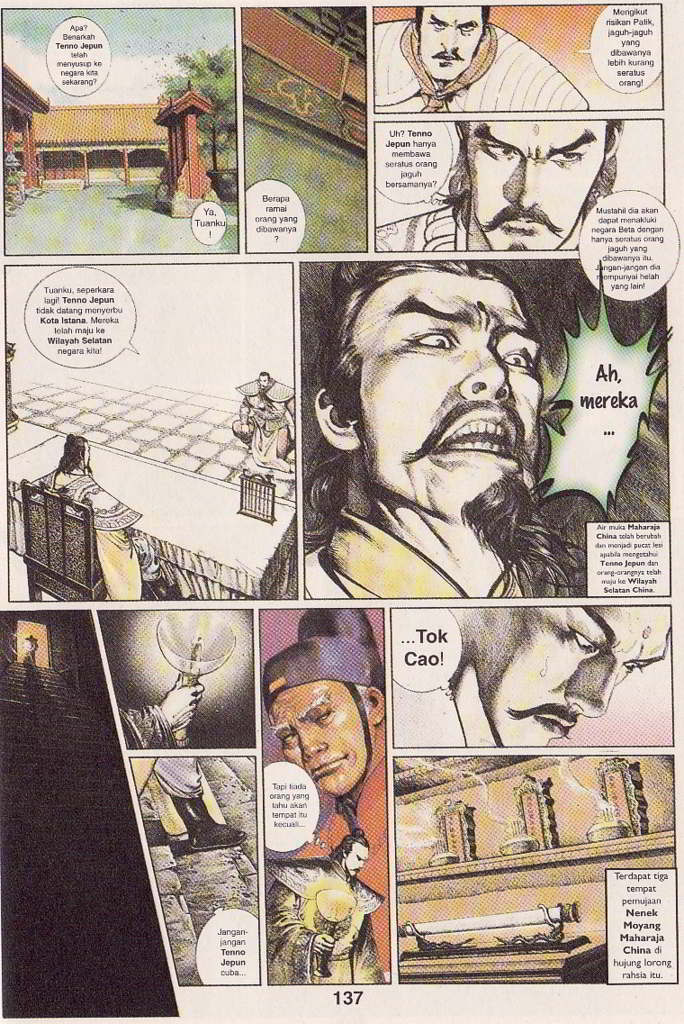 Apa?
Benarkah
Tenno Jepun
telah
menyusup ke
negara kita
sekarang?
Ya,
Tuanku
!
Berapa
ramai
orang yang
dibawanya
?
Mengikut
risikan Palik,
jaguh-jaguh
yang
dibawanya
lebih kurang
seratus
orang!
Uh? Tenno
Jepun hanya
membawa
seratus orang
jaguh
bersamanya?
Mustahil dia akan
dapat menakluki
negara Beta dengan
hanya seratus orang
jaguh yang
dibawanya itu.
Jangan-jangan dia
mempunyai helah
yang lain!
Tuanku, seperkara
lagi! Tenno Jepun
tidak datang menyerbu
Kota Istana. Mereka
telah maju ke
Wilayah Selatan
negara kita!
Ah,
mereka
...
Air muka Maharaja
China telah berubah
dan menjadi pucat lesi
apabila mengetahui
Tenno Jepun dan
orang-orangnya telah
maju ke Wilayah
Selatan China.
Jangan-
jangan
Tenno
Jepun
cuba...
Tapi tiada
orang yang
tahu akan
tempat itu
kecuali...
...Tok
Cao!
Terdapat tiga
tempat
pemujaan
Nenek
Moyang
Maharaja
China di
hujung lorong
rahsia itu.
137